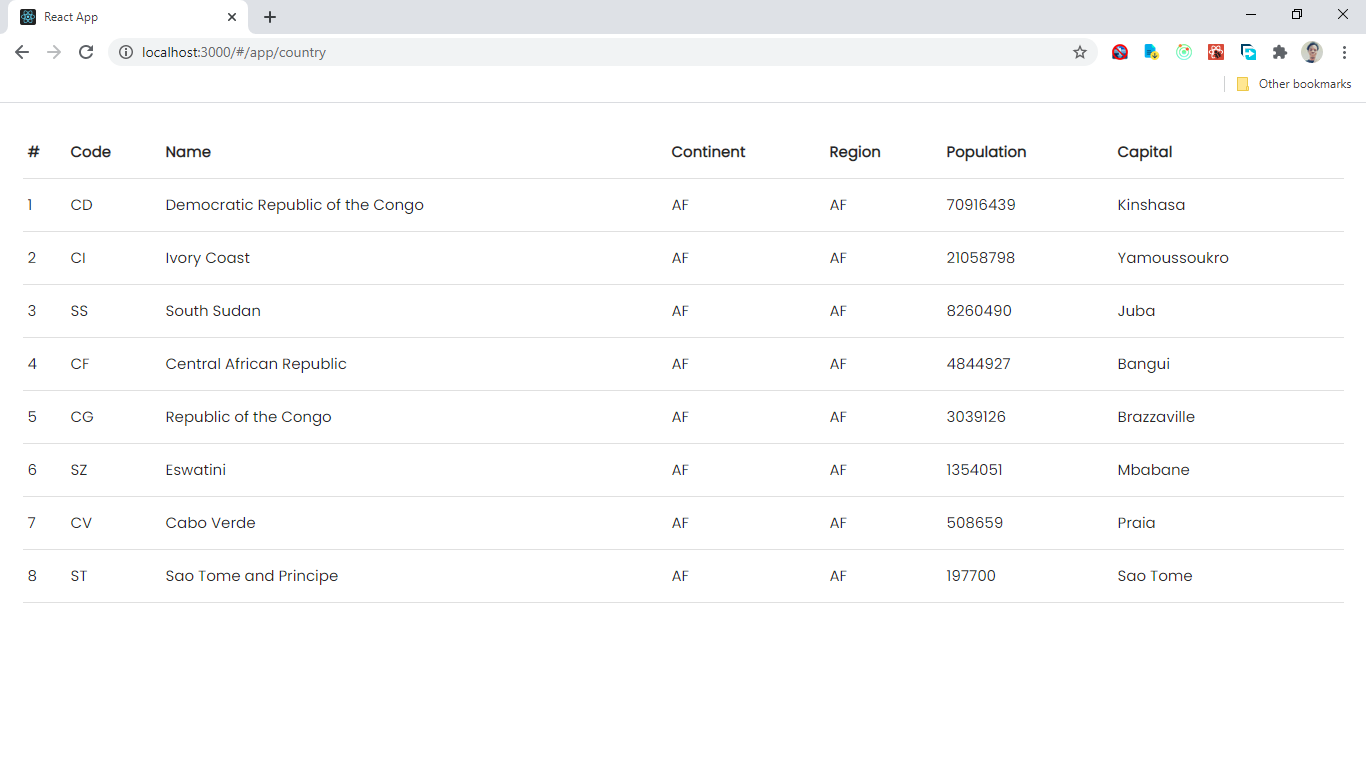 React App
localhost:3000/#/app/country
Other bookmarks
# Code Name Continent Region Population Capital
1 CD Democratic Republic of the Congo AF AF 70916439 Kinshasa
2 CI Ivory Coast AF AF 21058798 Yamoussoukro
3 SS South Sudan AF AF 8260490 Juba
4 CF Central African Republic AF AF 4844927 Bangui
5 CG Republic of the Congo AF AF 3039126 Brazzaville
6 SZ Eswatini AF AF 1354051 Mbabane
7 CV Cabo Verde AF AF 508659 Praia
8 ST Sao Tome and Principe AF AF 197700 Sao Tome